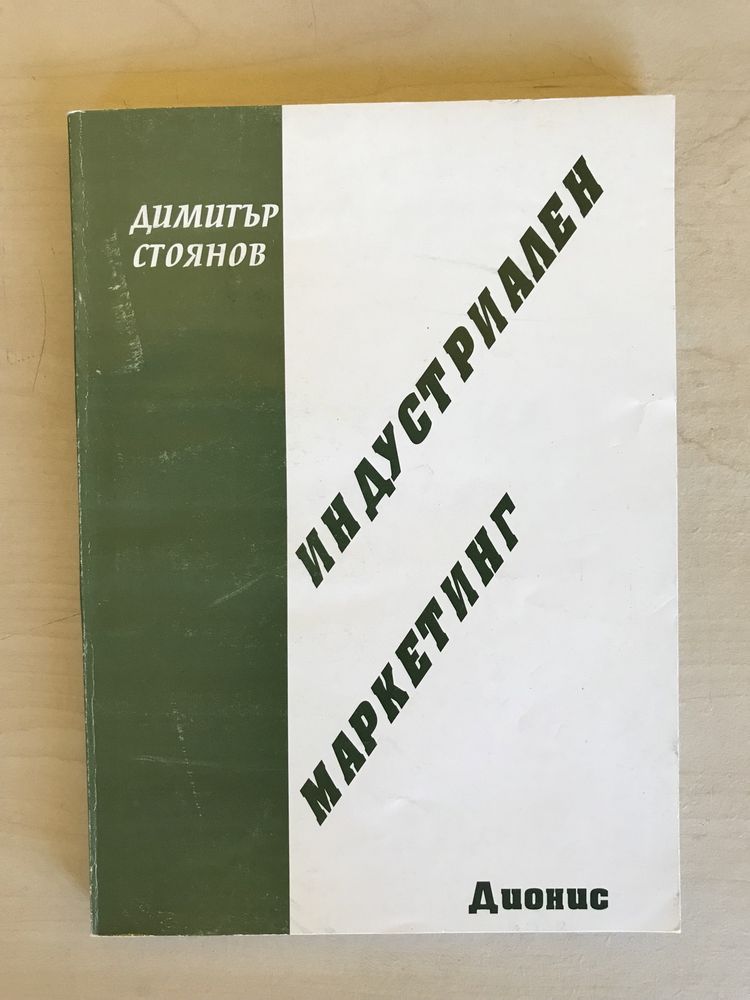 ДИМИТЪР
СТОЯНОВ
ИНДУСТРИАЛЕН
МАРКЕТИНГ
Дионис